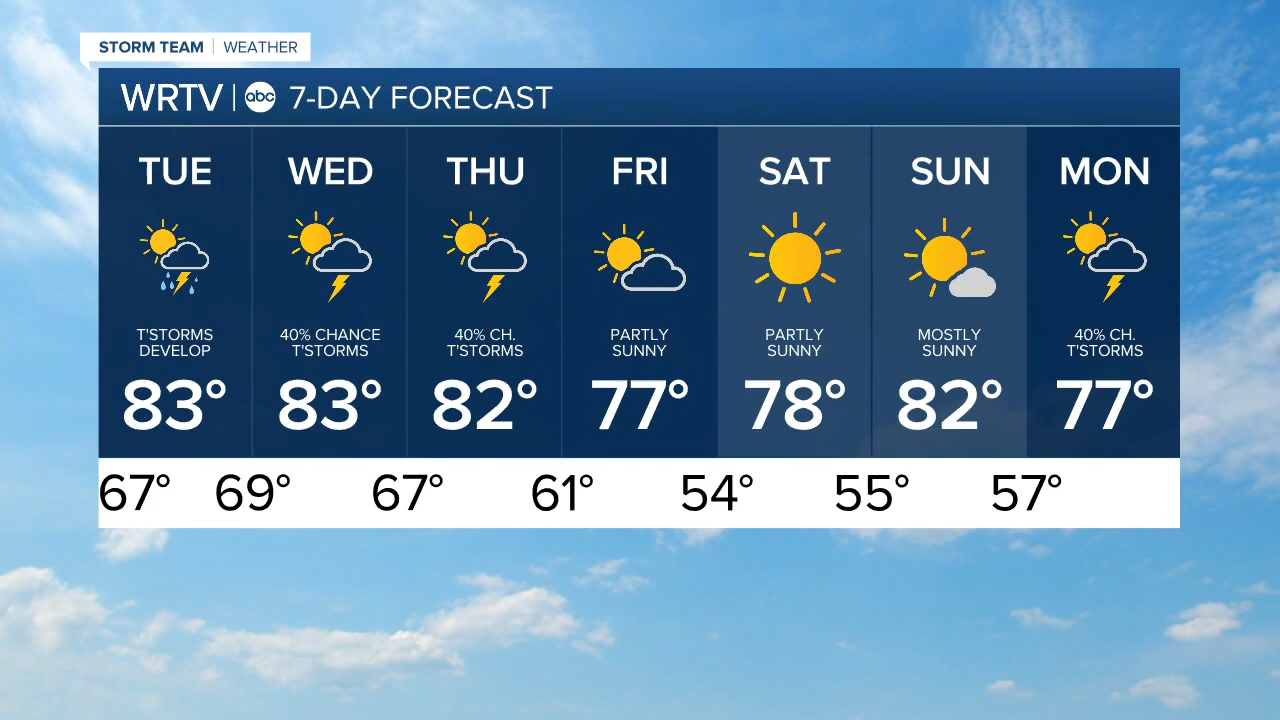 STORM TEAM | WEATHER
WRTV | abc 7-DAY FORECAST
TUE WED THU FRI SAT SUN MON
T'STORMS DEVELOP
40% CHANCE T'STORMS
40% CH. T'STORMS
PARTLY SUNNY
PARTLY SUNNY
MOSTLY SUNNY
40% CH. T'STORMS
83° 83° 82° 77° 78° 82° 77°
67° 69° 67° 61° 54° 55° 57°